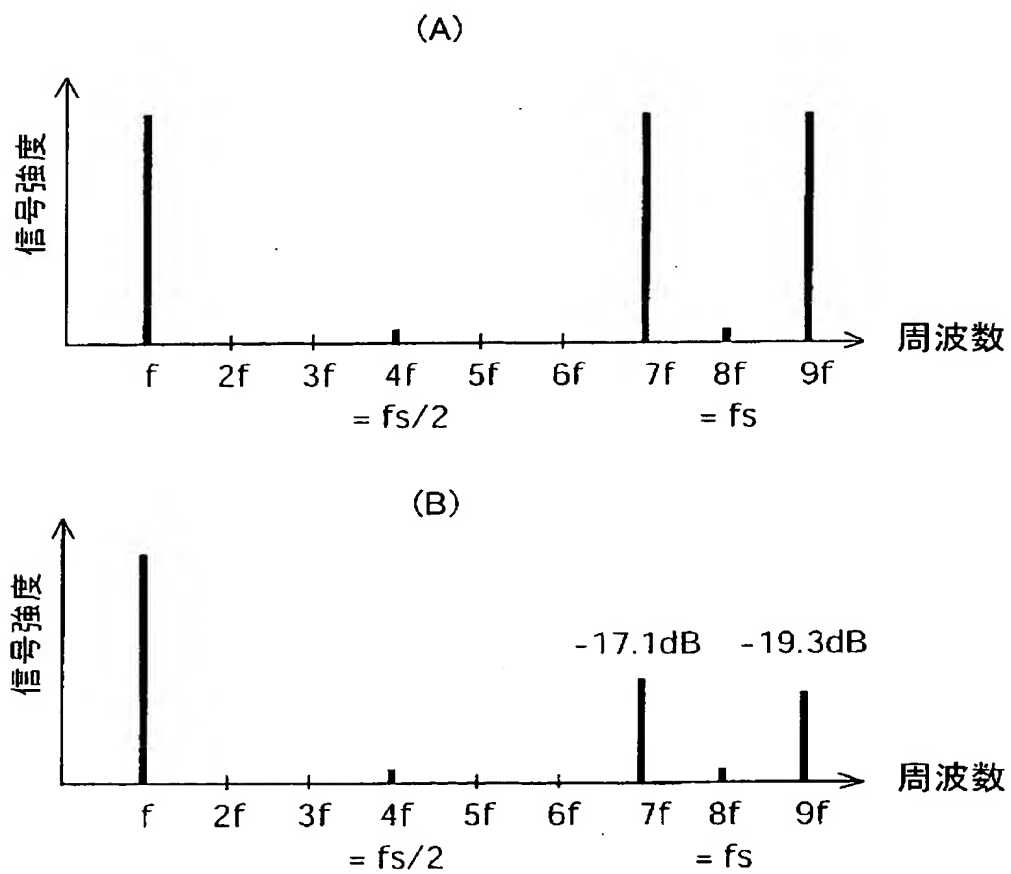 (A)
信号強度
周波数
f 2f 3f 4f 5f 6f 7f 8f 9f
= fs/2 = fs
(B)
信号強度
-17.1dB -19.3dB
周波数
f 2f 3f 4f 5f 6f 7f 8f 9f
= fs/2 = fs